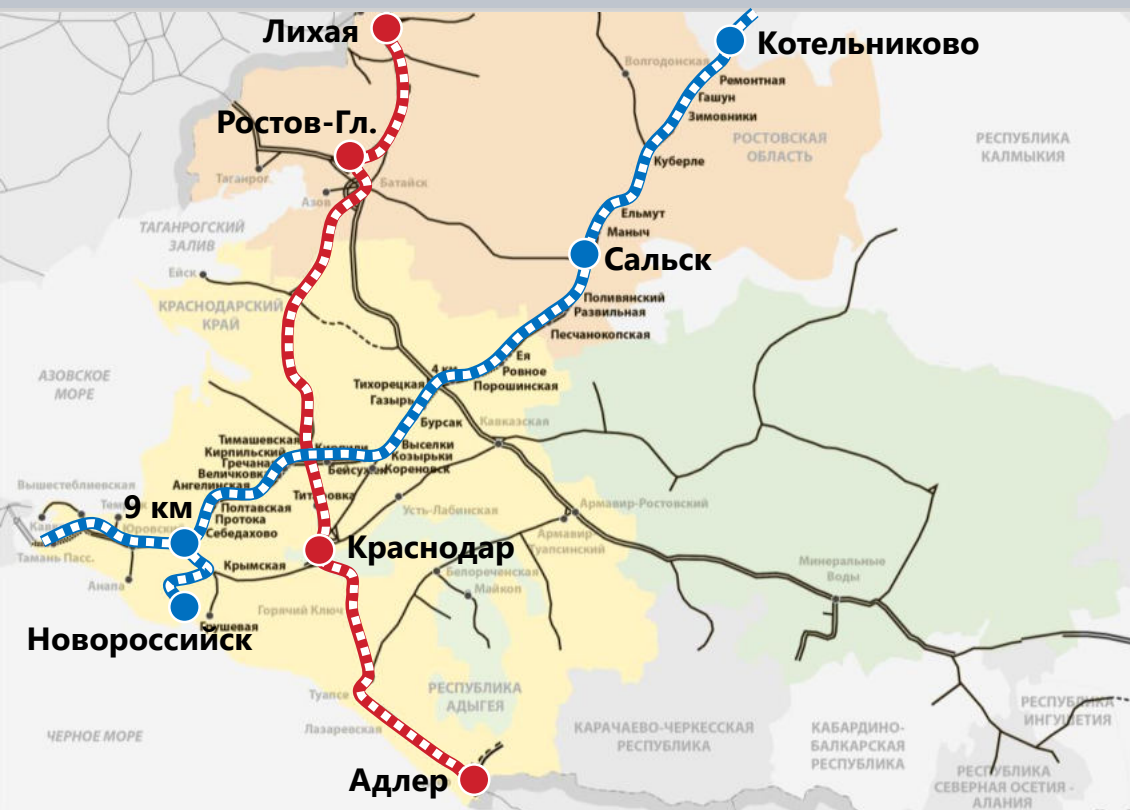 Лихая
Котельниково
Волгодонская
Ремонтная
Гашун
Зимовники
Ростов-Гл.
РОСТОВСКАЯ
ОБЛАСТЬ
РЕСПУБЛИКА
КАЛМЫКИЯ
Куберле
Таганрог
Батайск
Азов
Ельмут
Маныч
ТАГАНРОГСКИЙ
ЗАЛИВ
Сальск
Ейск
Поливянский
Развильная
Песчанокопская
КРАСНОДАРСКИЙ
КРАЙ
Ея
Ровное
Порошинская
4 км
Тихорецкая
Газырь
АЗОВСКОЕ
МОРЕ
Бурсак
Кавказская
Тимашевская
Кирпильский
Гречаная
Величковка
Ангелинская
Кирпили
Бейсужек
Выселки
Козырьки
Кореновск
Вышестеблиевская
Титаровка
9 км
Полтавская
Протока
Себедахово
Усть-Лабинская
Армавир-Ростовский
Темрюк
Юровский
Тамань Пасс.
Армавир-
Туапсинский
Краснодар
Крымская
Анапа
Белореченская
Майкоп
Минеральные
Воды
Горячий Ключ
Грушевая
Новороссийск
Туапсе
РЕСПУБЛИКА
АДЫГЕЯ
Лазаревская
ЧЕРНОЕ МОРЕ
КАРАЧАЕВО-ЧЕРКЕССКАЯ
РЕСПУБЛИКА
КАБАРДИНО-
БАЛКАРСКАЯ
РЕСПУБЛИКА
РЕСПУБЛИКА
ИНГУШЕТИЯ
Адлер
РЕСПУБЛИКА
СЕВЕРНАЯ ОСЕТИЯ -
АЛАНИЯ